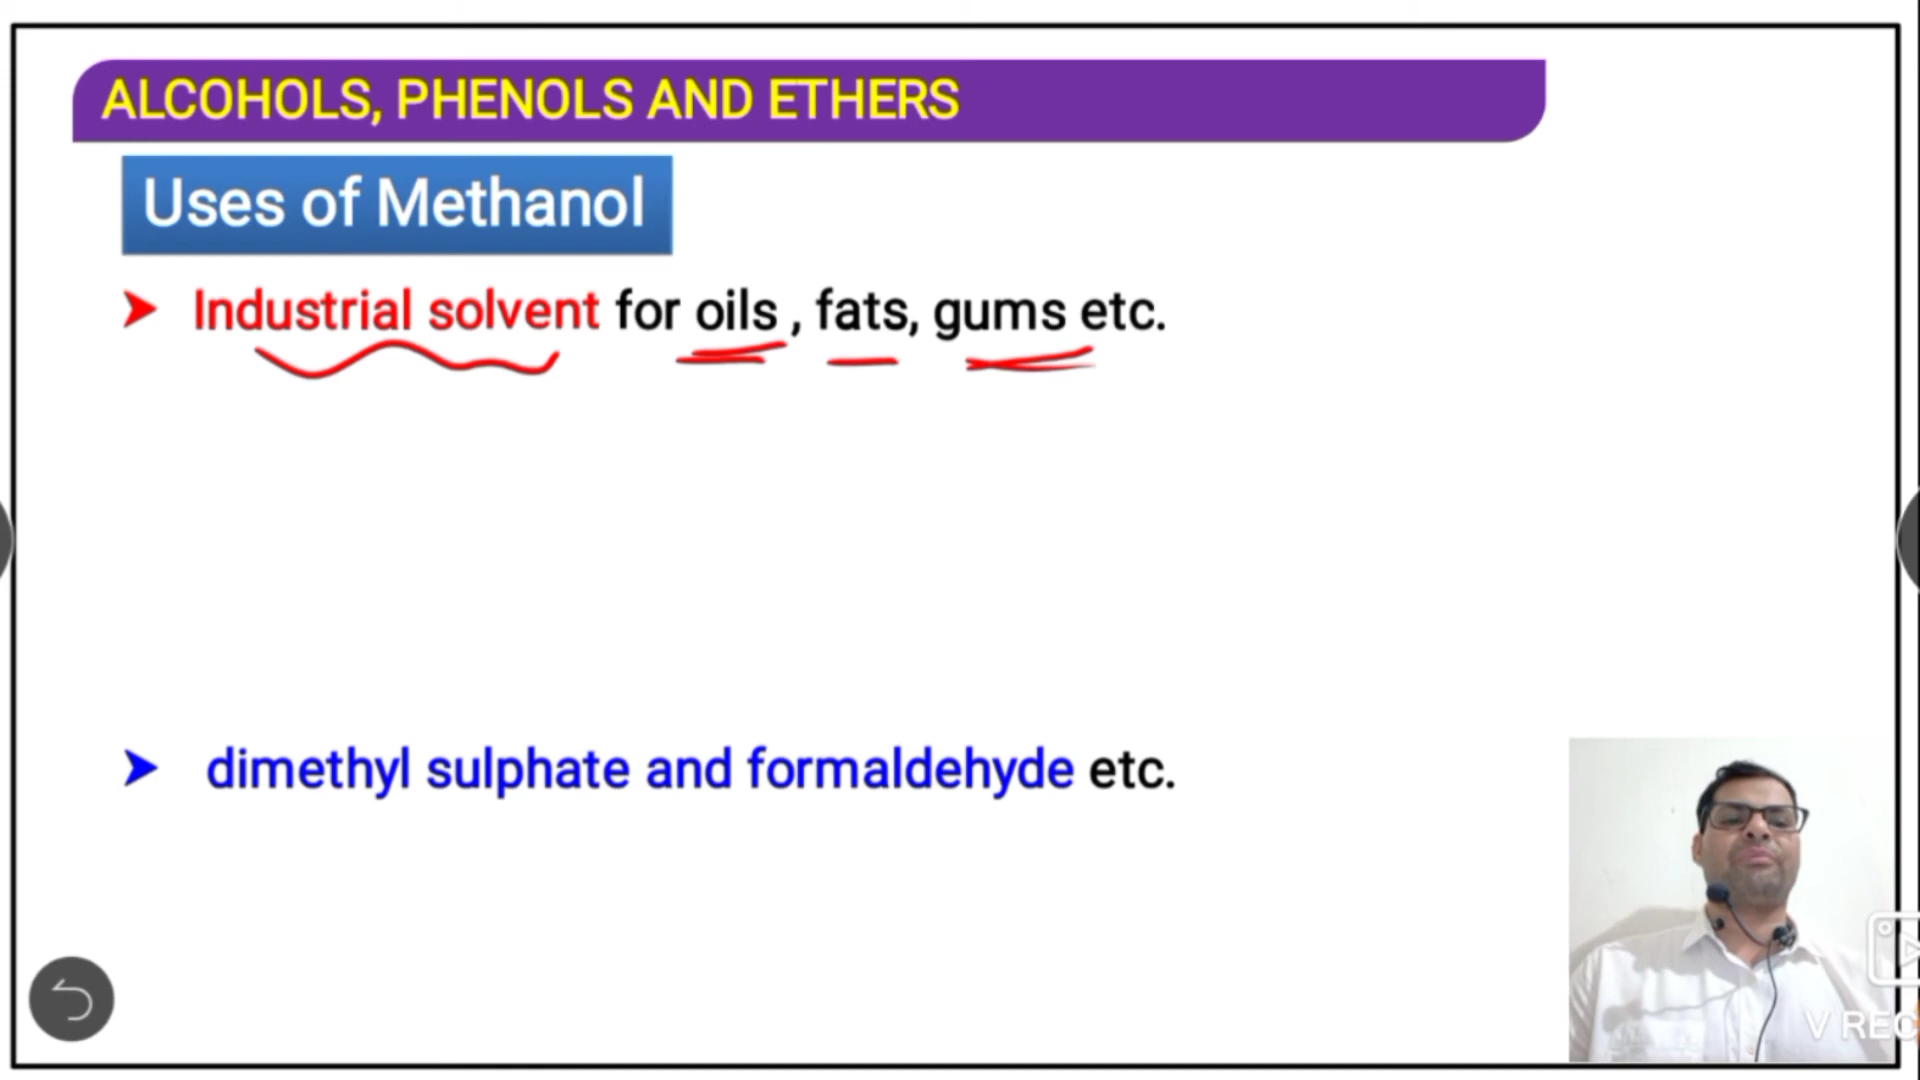 ALCOHOLS, PHENOLS AND ETHERS
Uses of Methanol
➤ Industrial solvent for oils , fats, gums etc.
➤ dimethyl sulphate and formaldehyde etc.
V REC